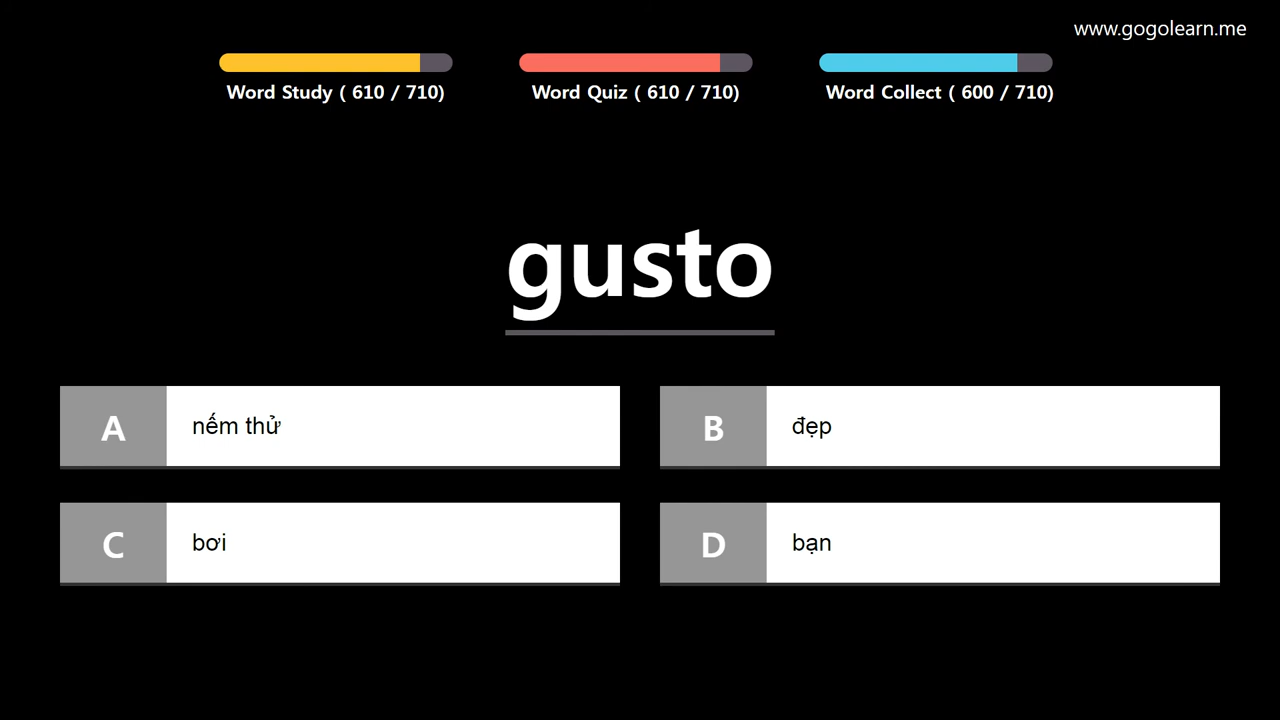 www.gogolearn.me
Word Study ( 610 / 710)
Word Quiz ( 610 / 710)
Word Collect ( 600 / 710)
gusto
A
nếm thử
B
đẹp
C
bơi
D
bạn